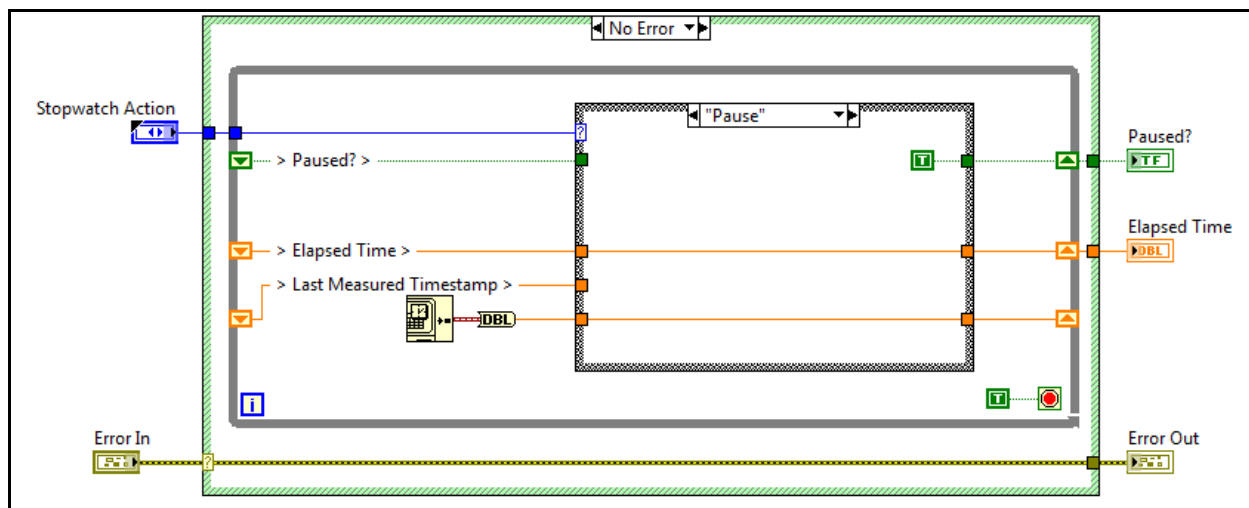 No Error
Stopwatch Action
"Pause"
?
> Paused? >
T
Paused?
TF
> Elapsed Time >
Elapsed Time
DBL
> Last Measured Timestamp >
DBL
i
T
Error In
?
Error Out